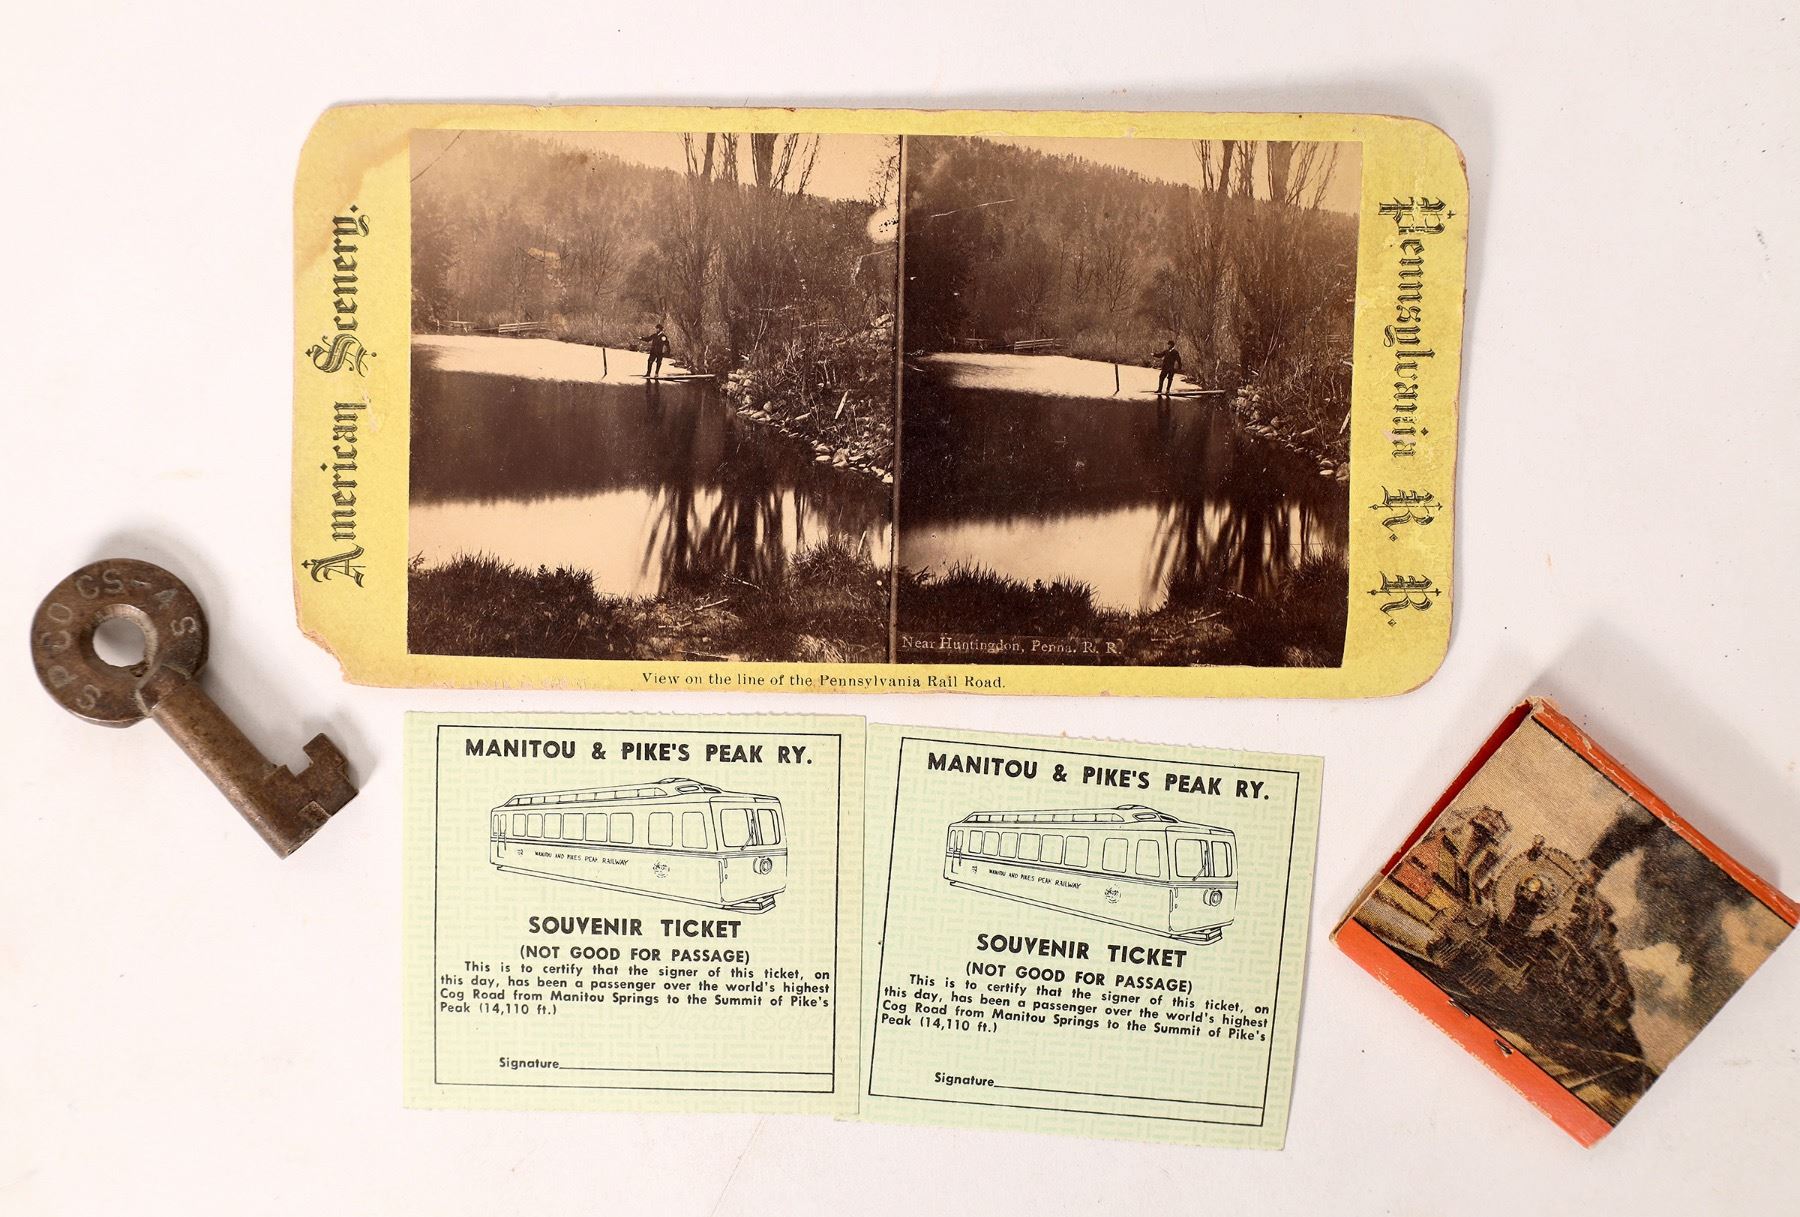 American Scenery.
Pennsylvania R. R.
Near Huntingdon, Penna. R. R.
View on the line of the Pennsylvania Rail Road.
SPCO CS-4 S
MANITOU & PIKE'S PEAK RY.
MANITOU AND PIKES PEAK RAILWAY
SOUVENIR TICKET
(NOT GOOD FOR PASSAGE)
This is to certify that the signer of this ticket, on
this day, has been a passenger over the world's highest
Cog Road from Manitou Springs to the Summit of Pike's
Peak (14,110 ft.)
Signature
MANITOU & PIKE'S PEAK RY.
MANITOU AND PIKES PEAK RAILWAY
SOUVENIR TICKET
(NOT GOOD FOR PASSAGE)
This is to certify that the signer of this ticket, on
this day, has been a passenger over the world's highest
Cog Road from Manitou Springs to the Summit of Pike's
Peak (14,110 ft.)
Signature